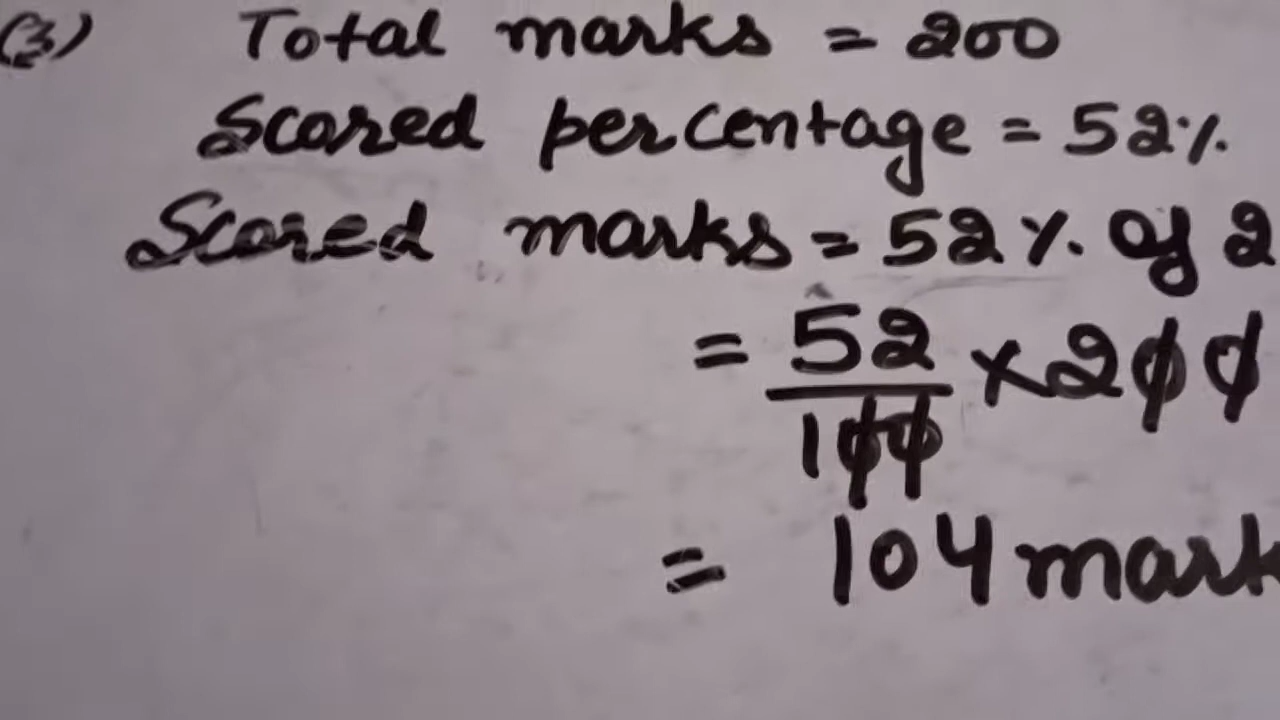 (3) Total marks = 200
Scored percentage = 52%
Scored marks = 52% of 2
= 52/100 × 200
= 104 mark